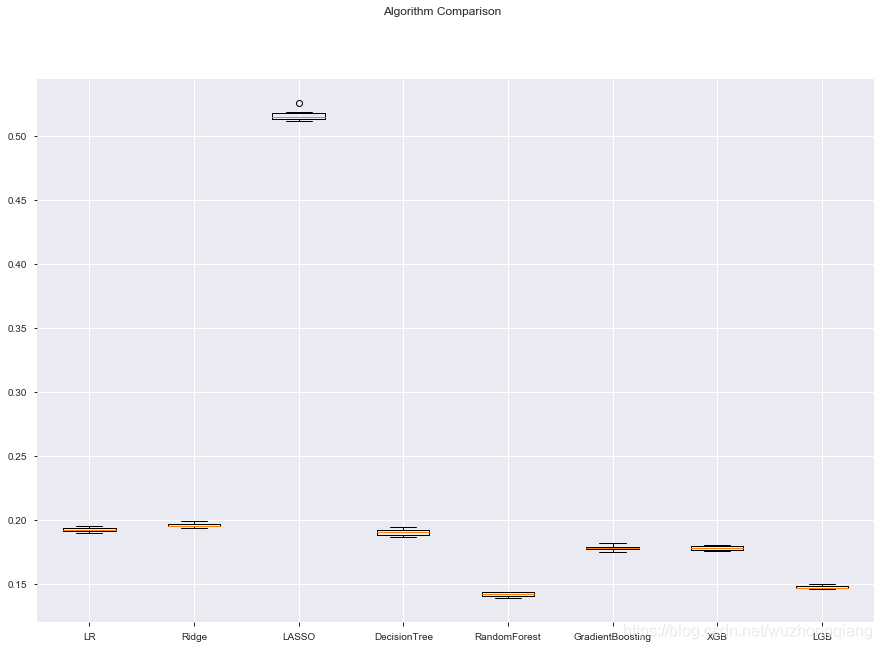 Algorithm Comparison
0.50
0.45
0.40
0.35
0.30
0.25
0.20
0.15
LR Ridge LASSO DecisionTree RandomForest GradientBoosting XGB LGB
https://blog.csdn.net/wuzhongqiang